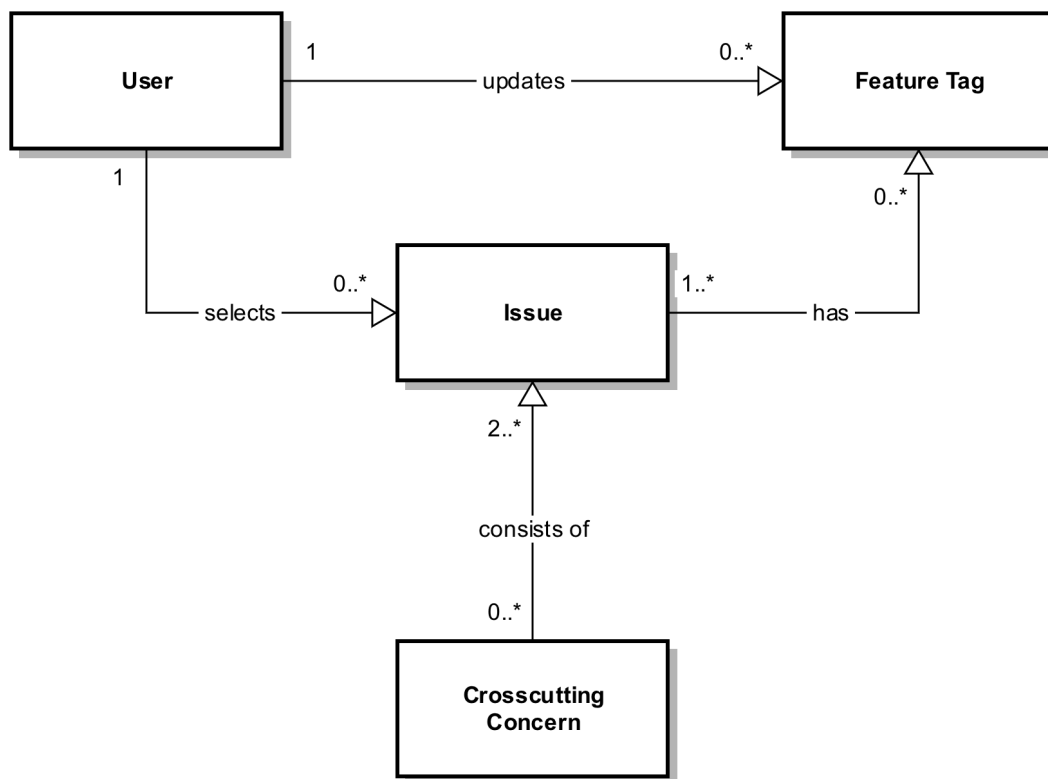 1
0..*
User
updates
Feature Tag
1
0..*
0..*
1..*
selects
Issue
has
2..*
consists of
0..*
Crosscutting
Concern